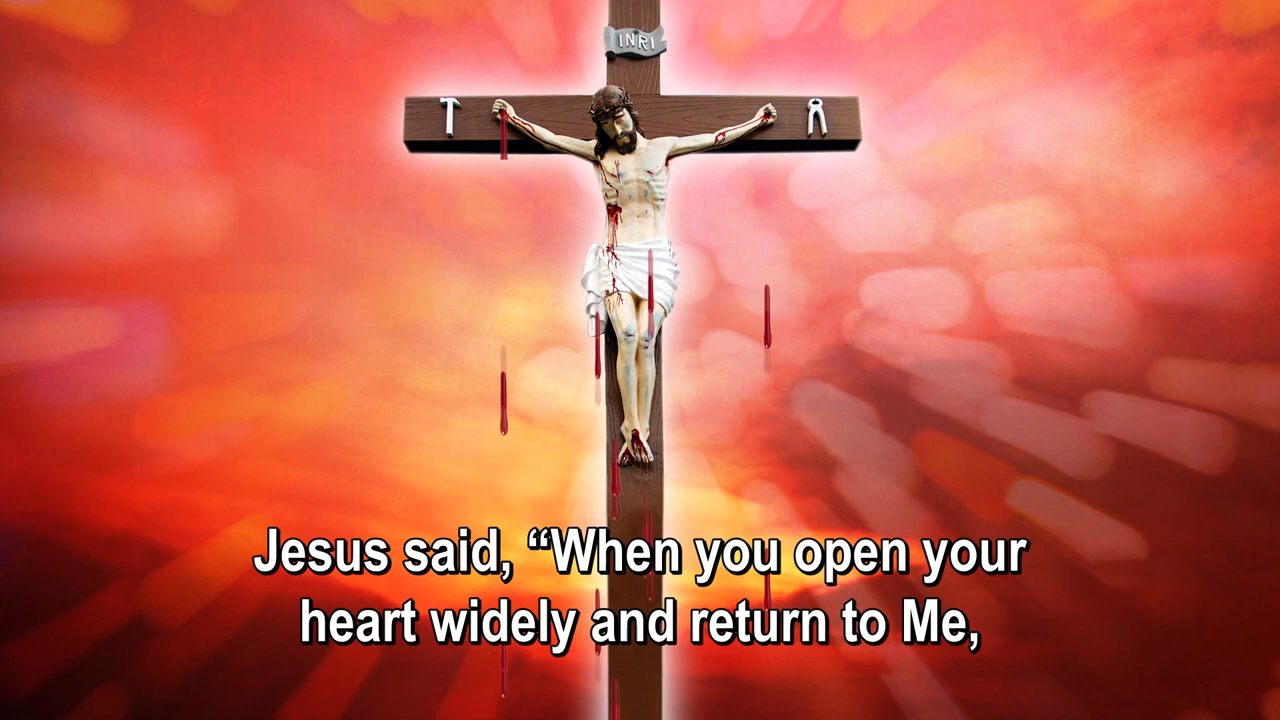 INRI
Jesus said, “When you open your
heart widely and return to Me,